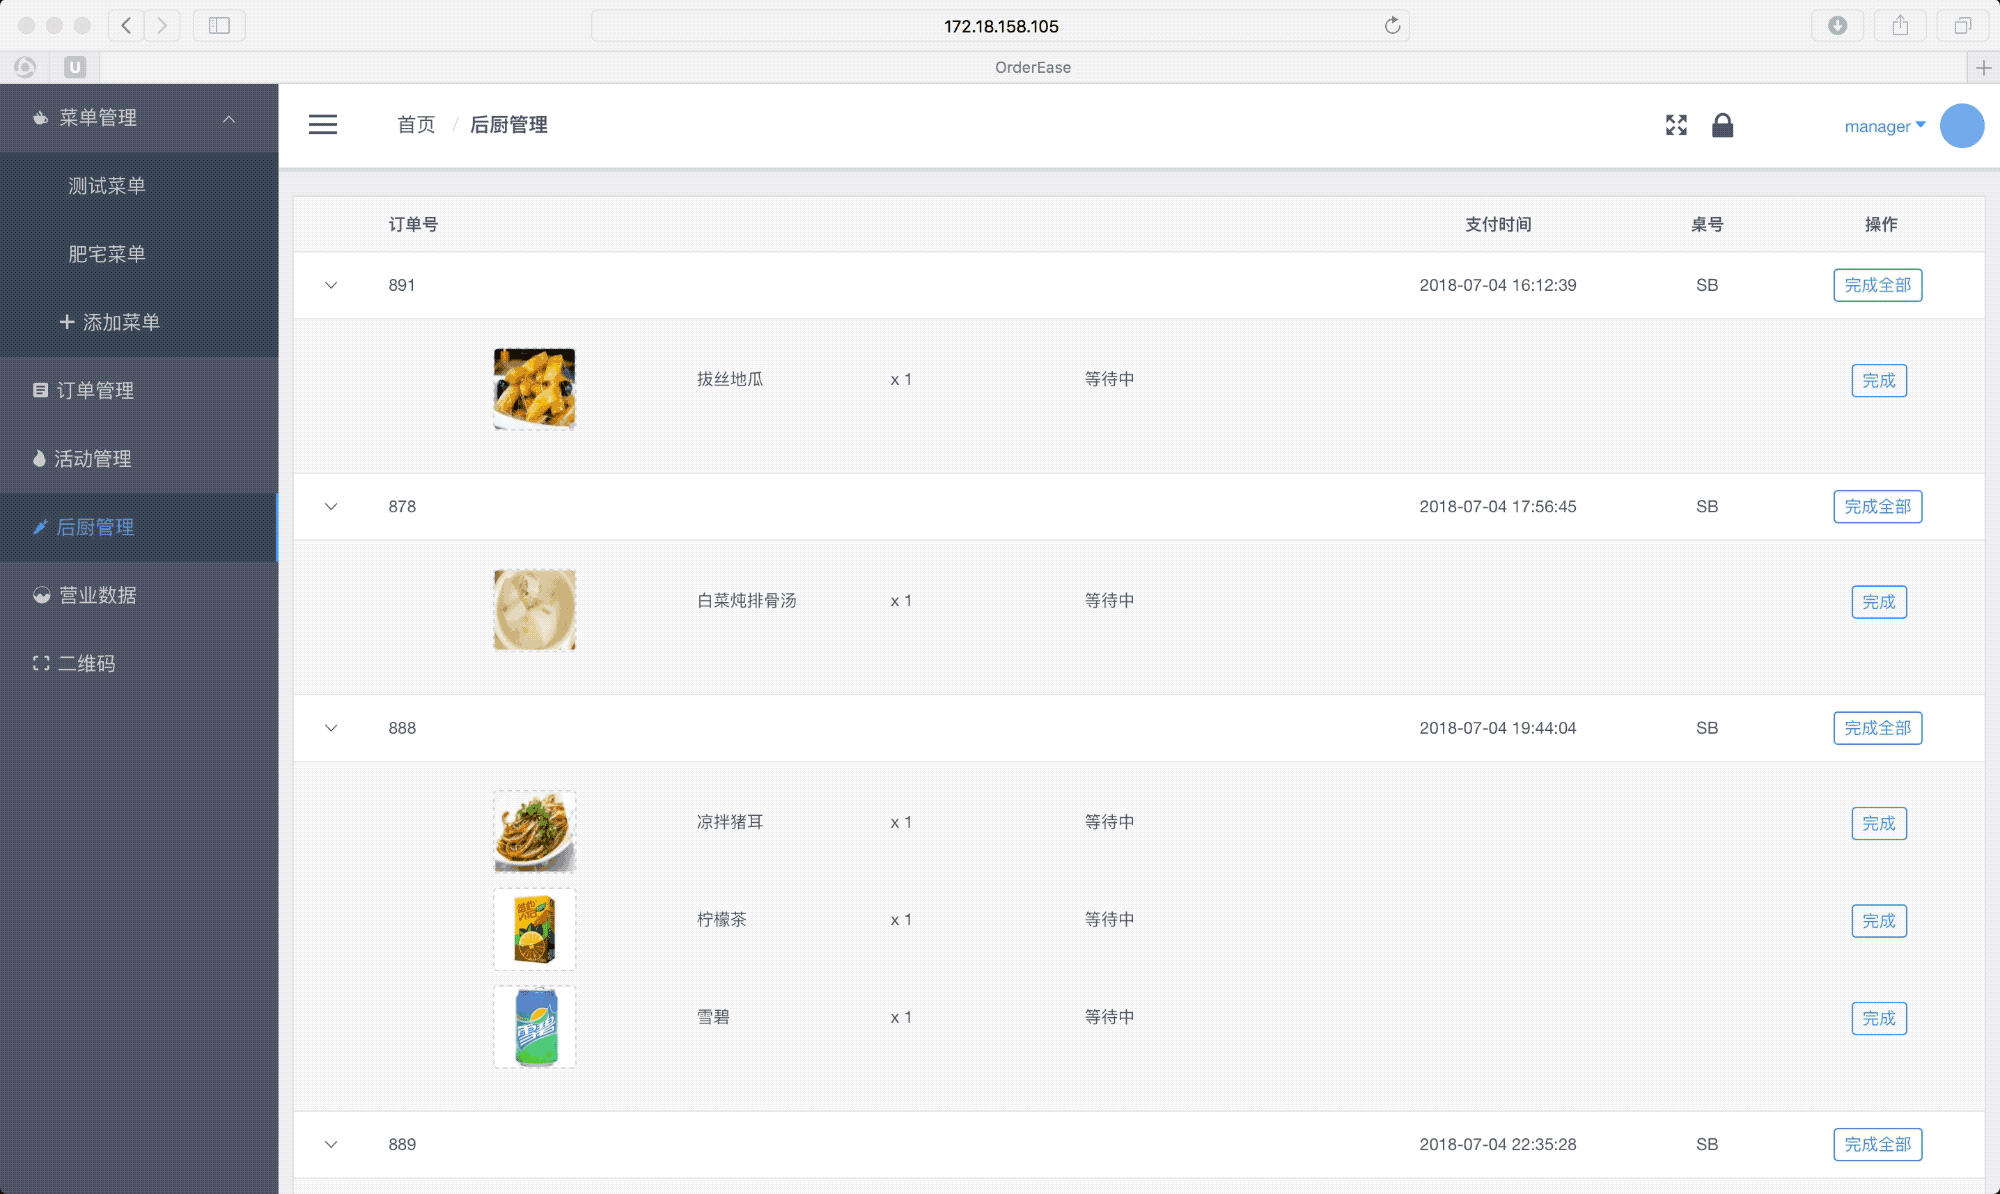 172.18.158.105
U
OrderEase
菜单管理
测试菜单
肥宅菜单
添加菜单
订单管理
活动管理
后厨管理
营业数据
二维码
首页 / 后厨管理
manager
订单号 支付时间 桌号 操作
891 2018-07-04 16:12:39 SB 完成全部
拔丝地瓜 x 1 等待中 完成
878 2018-07-04 17:56:45 SB 完成全部
白菜炖排骨汤 x 1 等待中 完成
888 2018-07-04 19:44:04 SB 完成全部
凉拌猪耳 x 1 等待中 完成
柠檬茶 x 1 等待中 完成
雪碧
雪碧 x 1 等待中 完成
889 2018-07-04 22:35:28 SB 完成全部